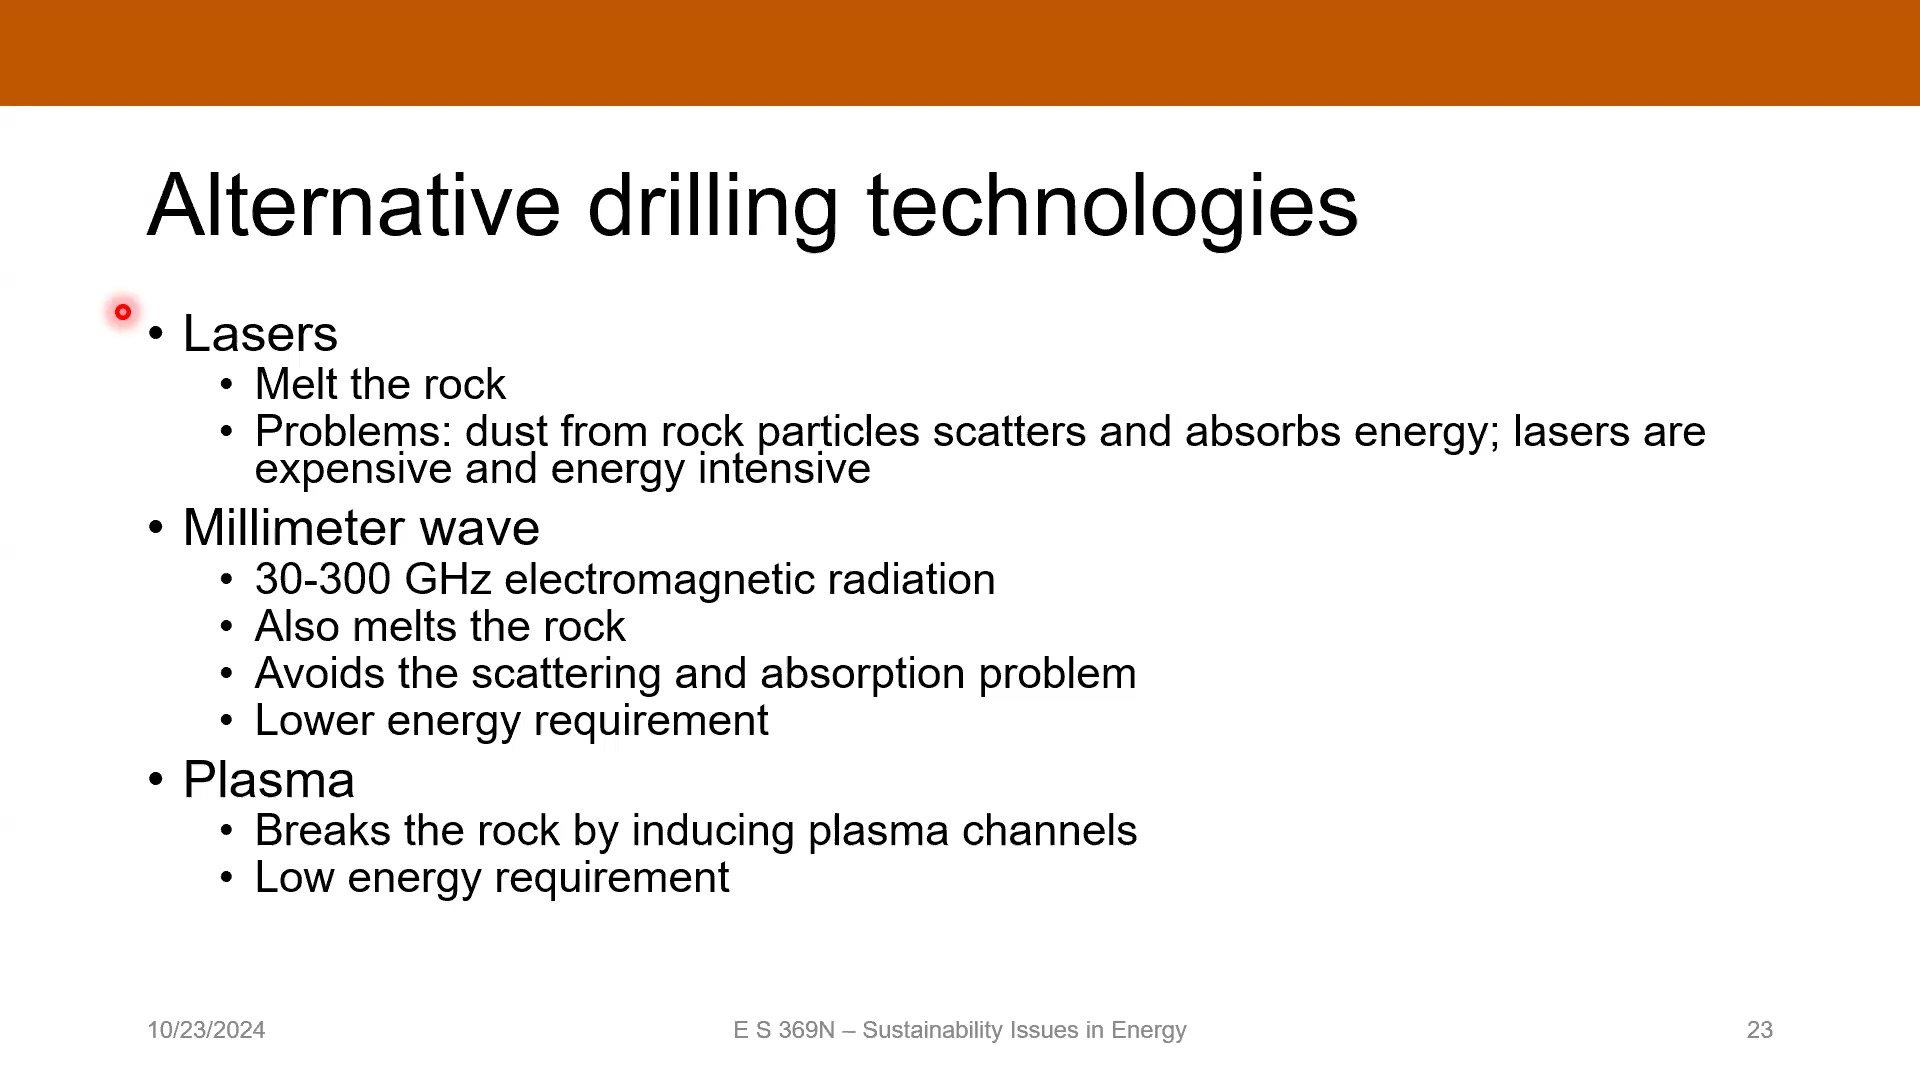 Alternative drilling technologies
• Lasers
• Melt the rock
• Problems: dust from rock particles scatters and absorbs energy; lasers are
expensive and energy intensive
• Millimeter wave
• 30-300 GHz electromagnetic radiation
• Also melts the rock
• Avoids the scattering and absorption problem
• Lower energy requirement
• Plasma
• Breaks the rock by inducing plasma channels
• Low energy requirement
10/23/2024
E S 369N – Sustainability Issues in Energy
23